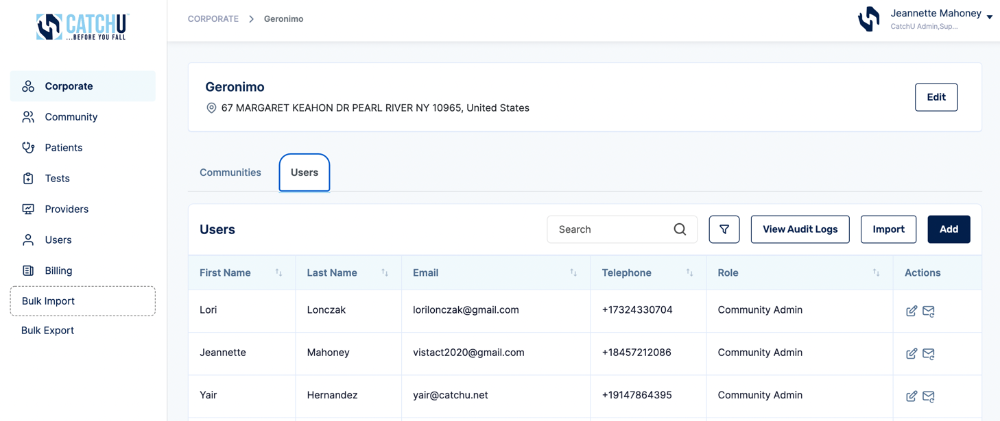 CATCHU
...BEFORE YOU FALL
CORPORATE > Geronimo
Jeannette Mahoney
CatchU Admin,Sup...
Corporate
Community
Patients
Tests
Providers
Users
Billing
Bulk Import
Bulk Export
Geronimo
67 MARGARET KEAHON DR PEARL RIVER NY 10965, United States
Edit
Communities Users
Users Search View Audit Logs Import Add
First Name Last Name Email Telephone Role Actions
Lori Lonczak lorilonczak@gmail.com +17324330704 Community Admin
Jeannette Mahoney vistact2020@gmail.com +18457212086 Community Admin
Yair Hernandez yair@catchu.net +19147864395 Community Admin